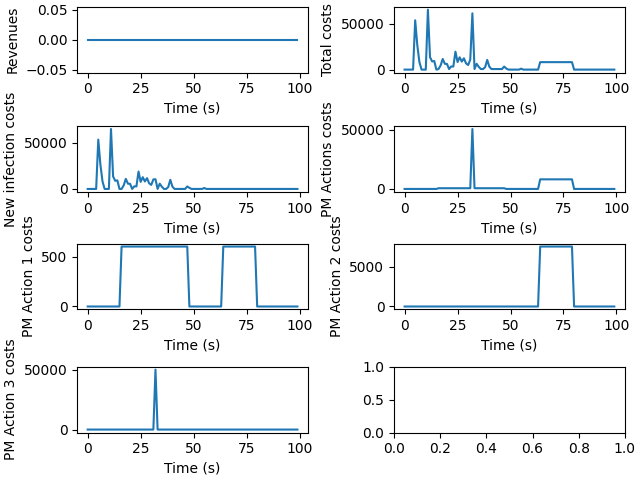 Revenues
0.05
0.00
−0.05
0 25 50 75 100
Time (s)
Total costs
50000
0
0 25 50 75 100
Time (s)
New infection costs
50000
0
0 25 50 75 100
Time (s)
PM Actions costs
50000
0
0 25 50 75 100
Time (s)
PM Action 1 costs
500
0
0 25 50 75 100
Time (s)
PM Action 2 costs
5000
0
0 25 50 75 100
Time (s)
PM Action 3 costs
50000
0
0 25 50 75 100
Time (s)
1.0
0.5
0.0
0.0 0.2 0.4 0.6 0.8 1.0